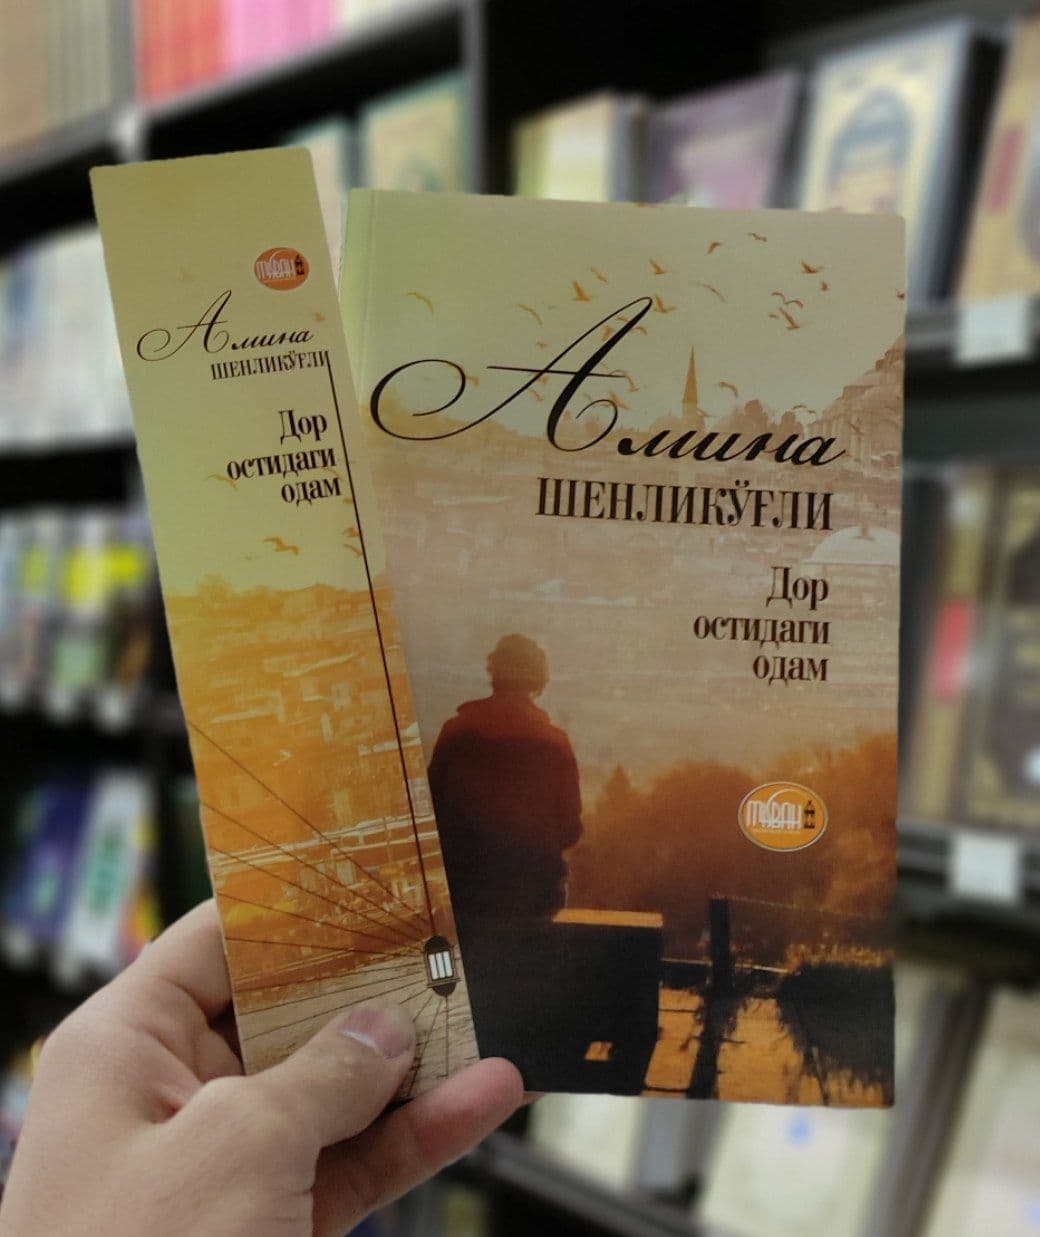 Амина
ШЕНЛИКЎҒЛИ
Дор
остидаги
одам
Амина
ШЕНЛИКЎҒЛИ
Дор
остидаги
одам